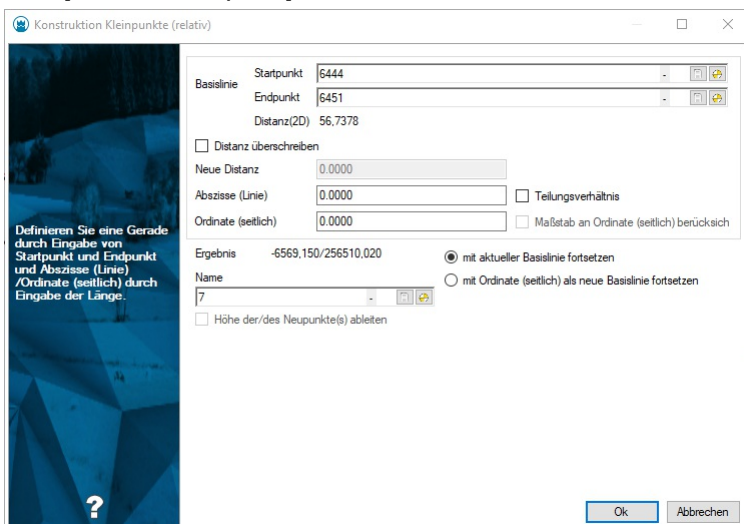 Konstruktion Kleinpunkte (relativ)
Definieren Sie eine Gerade
durch Eingabe von
Startpunkt und Endpunkt
und Abszisse (Linie)
/Ordinate (seitlich) durch
Eingabe der Länge.
?
Basislinie
Startpunkt 6444 -
Endpunkt 6451 -
Distanz(2D) 56,7378
Distanz überschreiben
Neue Distanz 0.0000
Abszisse (Linie) 0.0000 Teilungsverhältnis
Ordinate (seitlich) 0.0000 Maßstab an Ordinate (seitlich) berücksich
Ergebnis -6569,150/256510,020 mit aktueller Basislinie fortsetzen
Name mit Ordinate (seitlich) als neue Basislinie fortsetzen
7 -
Höhe der/des Neupunkte(s) ableiten
Ok Abbrechen